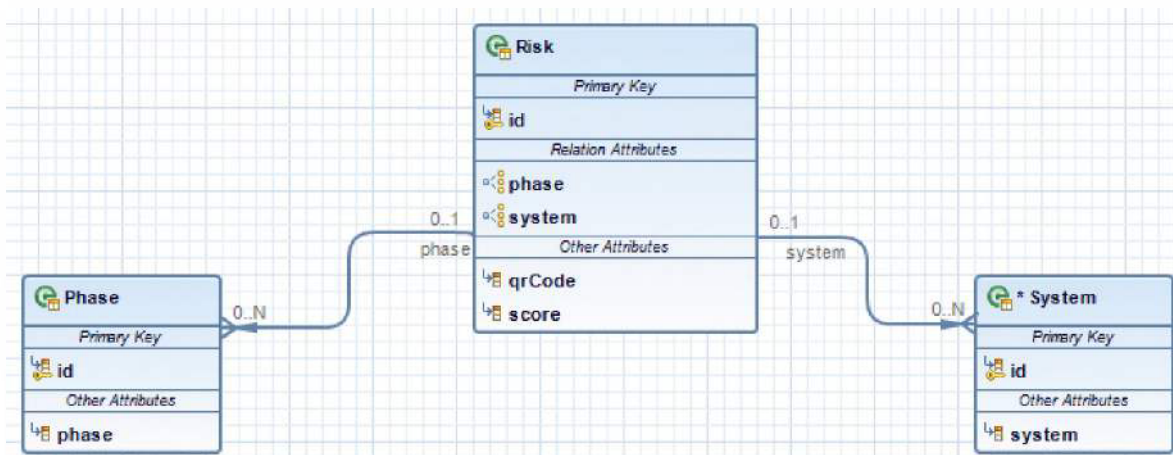 Risk
Primary Key
id
Relation Attributes
phase
system
Other Attributes
qrCode
score
0..1
phase
0..N
0..1
system
0..N
Phase
Primary Key
id
Other Attributes
phase
* System
Primary Key
id
Other Attributes
system